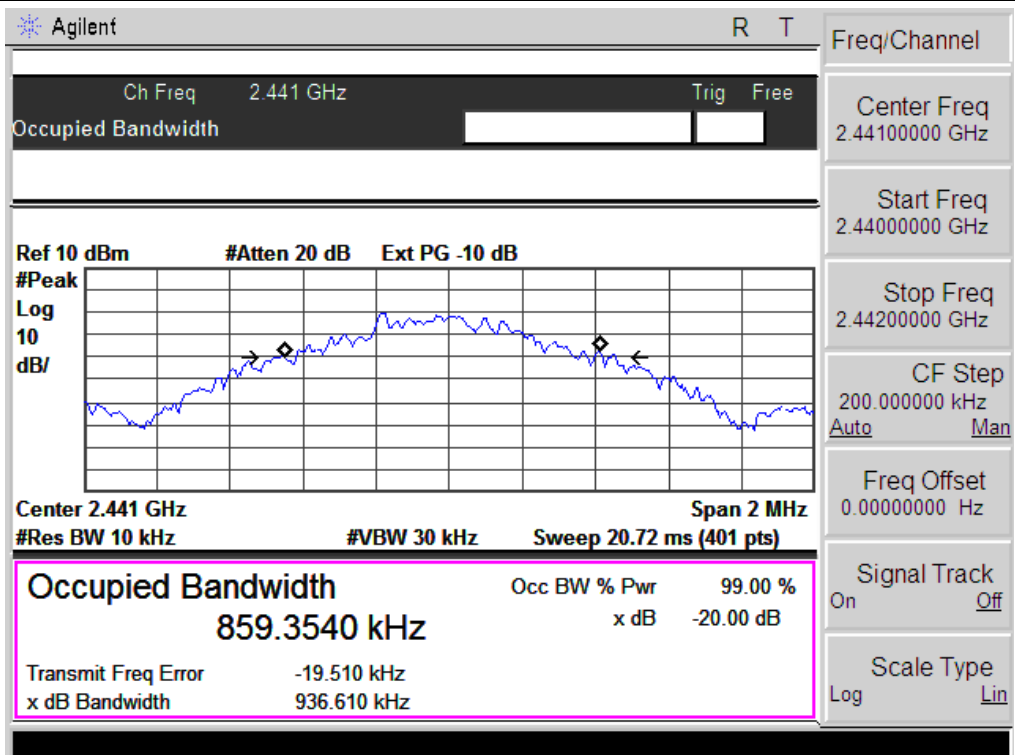 Agilent R T
Ch Freq 2.441 GHz Trig Free
Occupied Bandwidth
Ref 10 dBm #Atten 20 dB Ext PG -10 dB
#Peak
Log
10
dB/
Center 2.441 GHz Span 2 MHz
#Res BW 10 kHz #VBW 30 kHz Sweep 20.72 ms (401 pts)
Occupied Bandwidth Occ BW % Pwr 99.00 %
859.3540 kHz x dB -20.00 dB
Transmit Freq Error -19.510 kHz
x dB Bandwidth 936.610 kHz
Freq/Channel
Center Freq
2.44100000 GHz
Start Freq
2.44000000 GHz
Stop Freq
2.44200000 GHz
CF Step
200.000000 kHz
Auto Man
Freq Offset
0.00000000 Hz
Signal Track
On Off
Scale Type
Log Lin